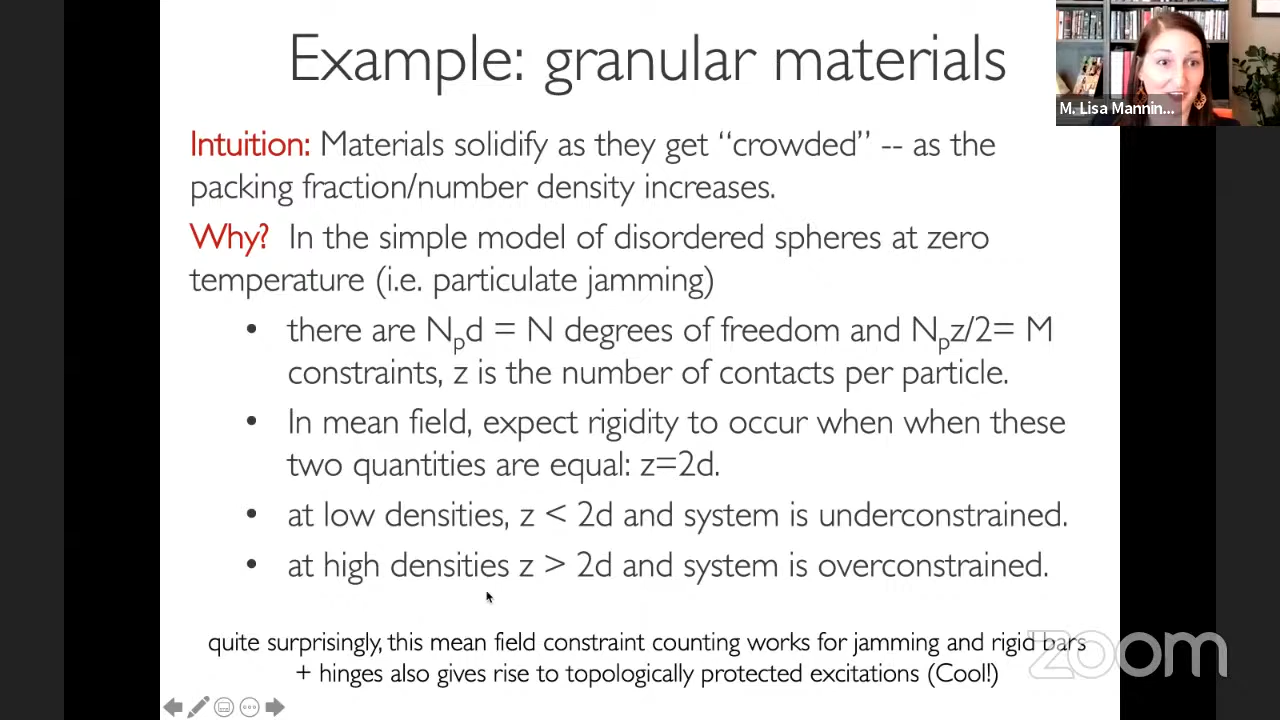 Example: granular materials
M. Lisa Mannin...
Intuition: Materials solidify as they get “crowded” -- as the
packing fraction/number density increases.
Why? In the simple model of disordered spheres at zero
temperature (i.e. particulate jamming)
• there are Npd = N degrees of freedom and Npz/2= M
constraints, z is the number of contacts per particle.
• In mean field, expect rigidity to occur when when these
two quantities are equal: z=2d.
• at low densities, z < 2d and system is underconstrained.
• at high densities z > 2d and system is overconstrained.
quite surprisingly, this mean field constraint counting works for jamming and rigid bars
+ hinges also gives rise to topologically protected excitations (Cool!)
zoom